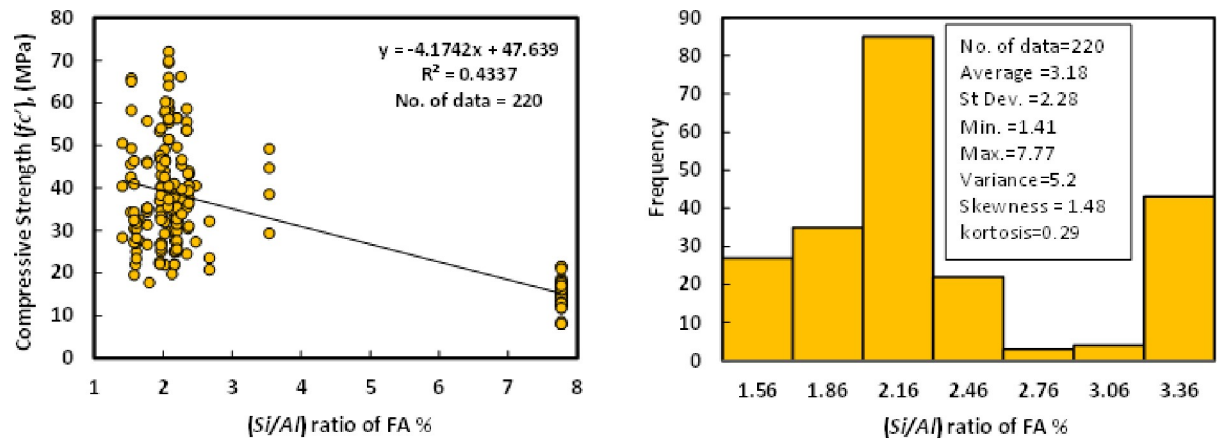 80
70
60
50
40
30
20
10
0
Compressive Strength (fc'), (MPa)
y = -4.1742x + 47.639
R² = 0.4337
No. of data = 220
1 2 3 4 5 6 7 8
(Si/Al) ratio of FA %
90
80
70
60
50
40
30
20
10
0
Frequency
No. of data=220
Average =3.18
St Dev. =2.28
Min. =1.41
Max.=7.77
Variance=5.2
Skewness = 1.48
kortosis=0.29
1.56 1.86 2.16 2.46 2.76 3.06 3.36
(Si/Al) ratio of FA %